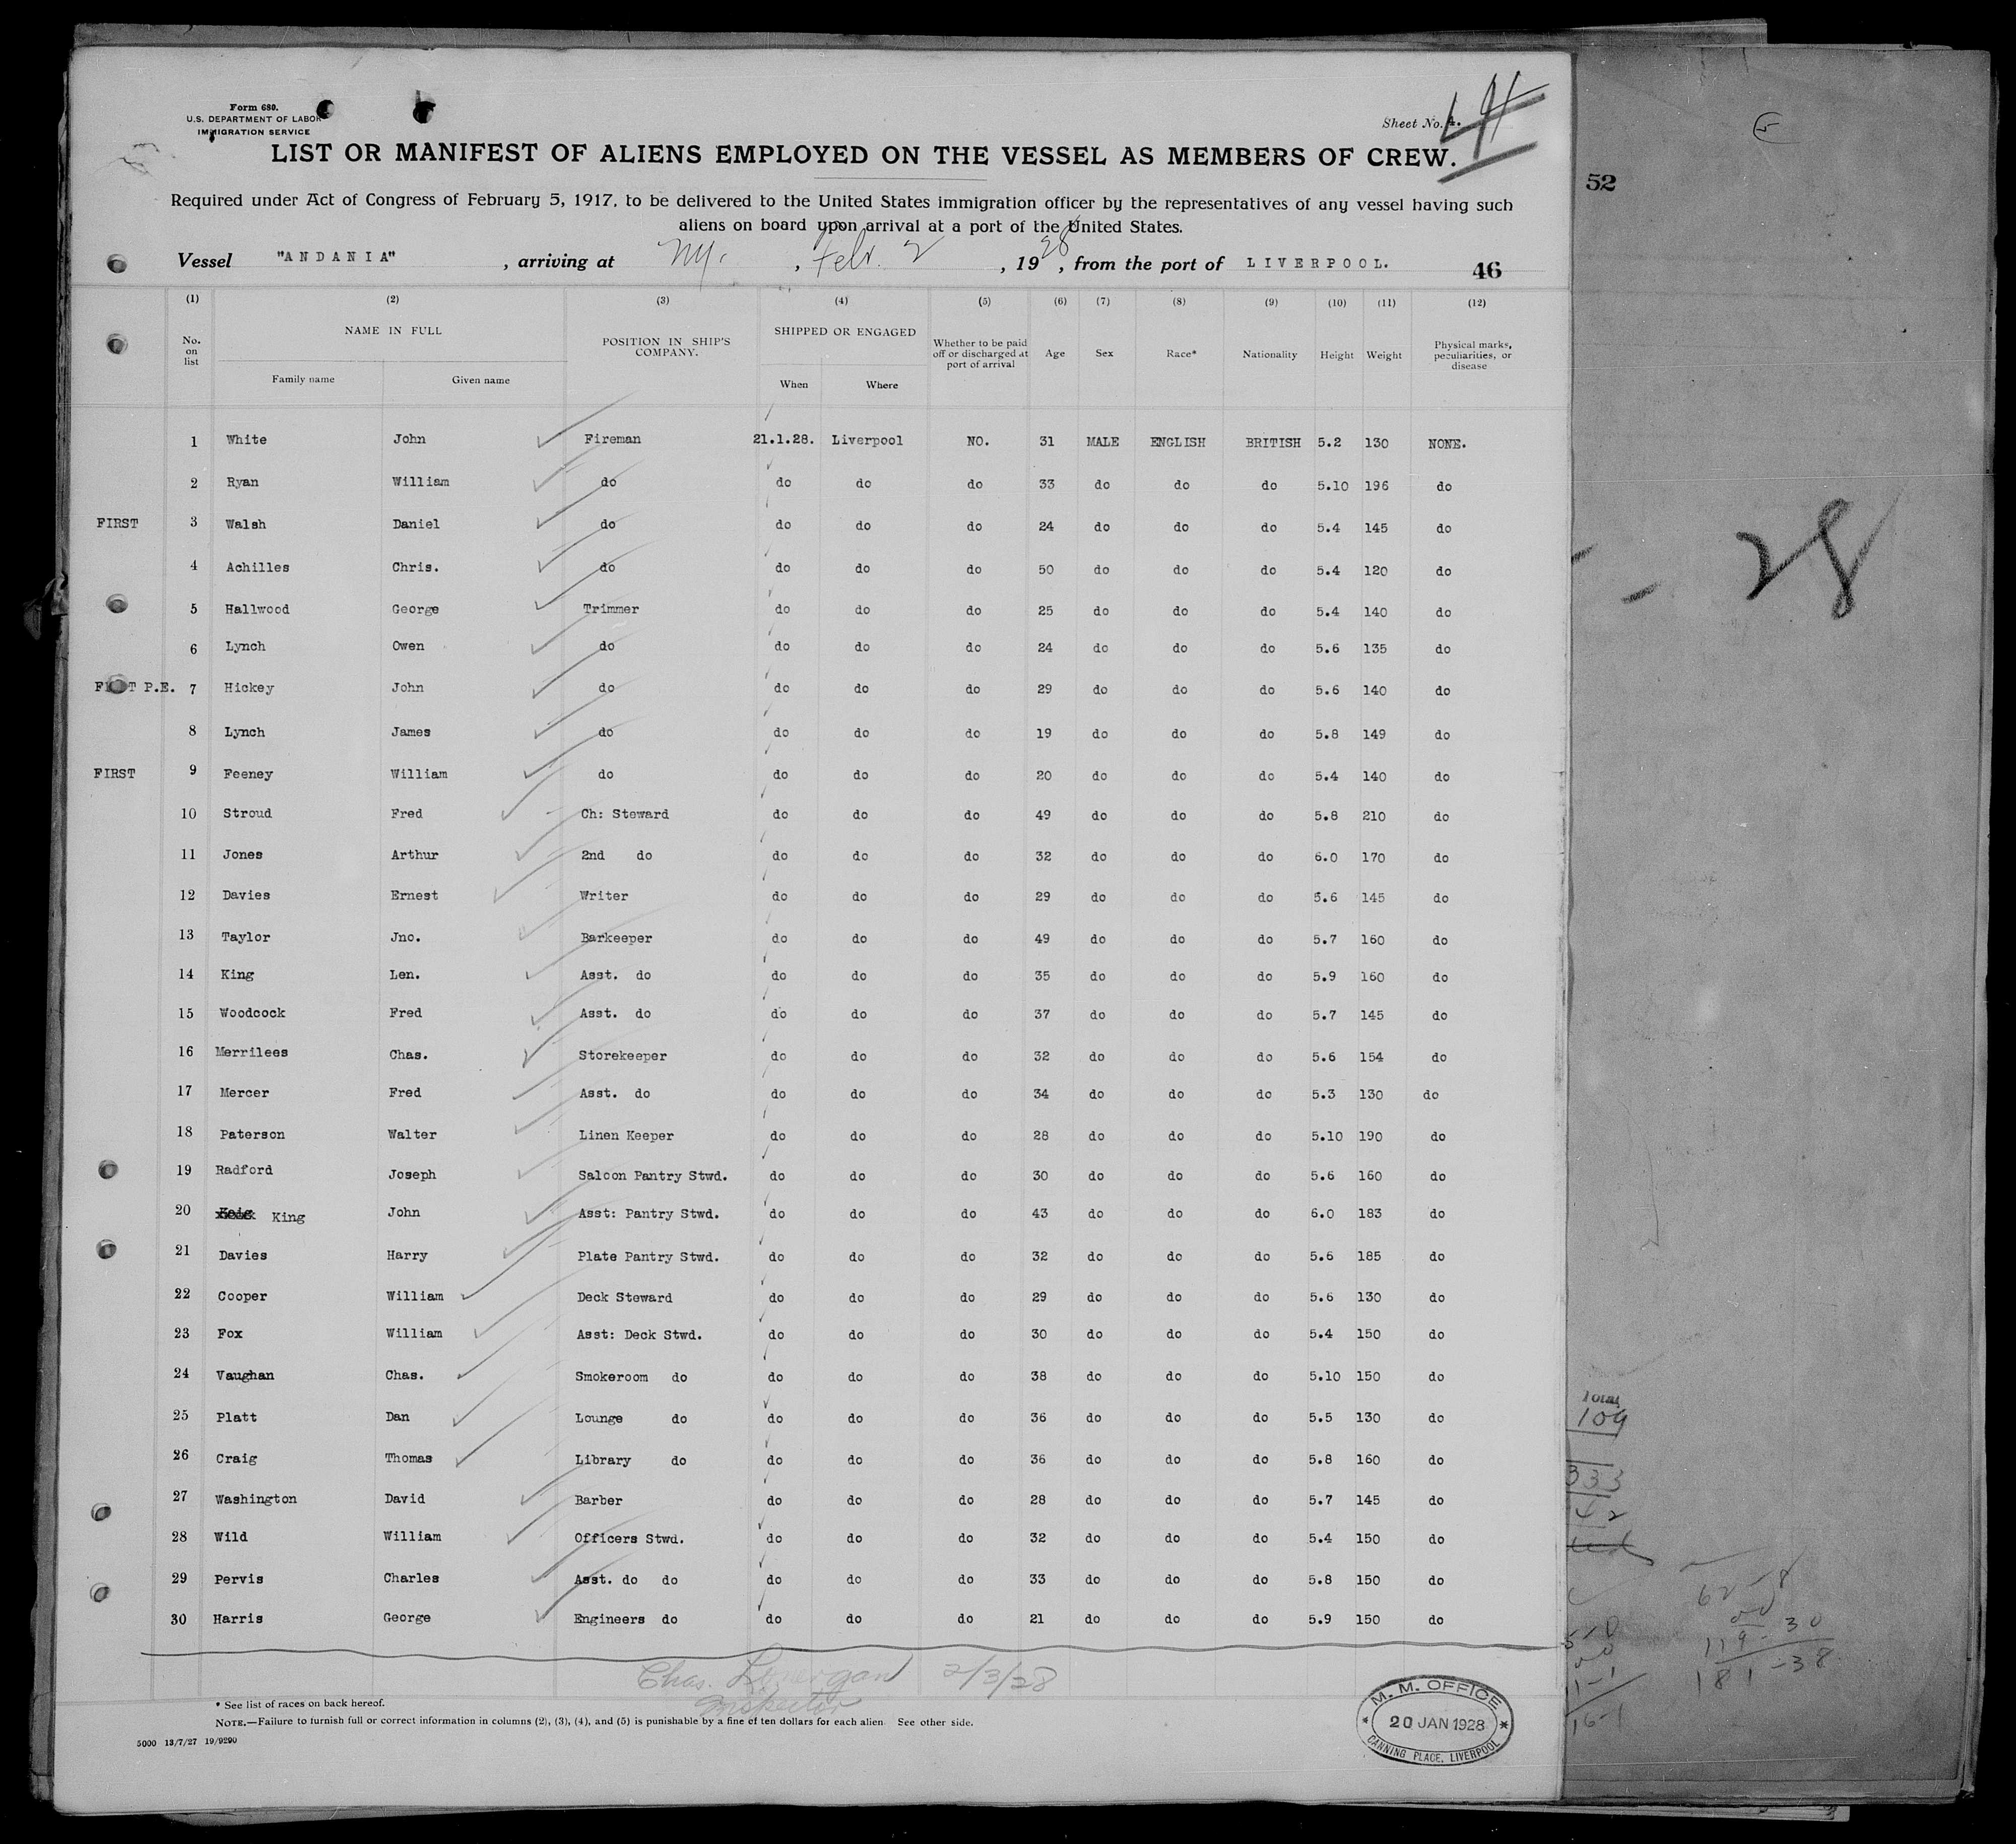 Form 680.
U.S. DEPARTMENT OF LABOR
IMMIGRATION SERVICE
Sheet No. 4.
LIST OR MANIFEST OF ALIENS EMPLOYED ON THE VESSEL AS MEMBERS OF CREW.
52
Required under Act of Congress of February 5, 1917, to be delivered to the United States immigration officer by the representatives of any vessel having such
aliens on board upon arrival at a port of the United States.
Vessel "ANDANIA" , arriving at NY. , Febr. 2 , 1928 , from the port of LIVERPOOL. 46
(1) (2) (3) (4) (5) (6) (7) (8) (9) (10) (11) (12)
No. on list NAME IN FULL POSITION IN SHIP'S COMPANY. SHIPPED OR ENGAGED Whether to be paid off or discharged at port of arrival Age Sex Race* Nationality Height Weight Physical marks, peculiarities, or disease
Family name Given name When Where
1 White John Fireman 21.1.28. Liverpool NO. 31 MALE ENGLISH BRITISH 5.2 130 NONE.
2 Ryan William do do do do 33 do do do 5.10 196 do
FIRST 3 Walsh Daniel do do do do 24 do do do 5.4 145 do
4 Achilles Chris. do do do do 50 do do do 5.4 120 do
5 Hallwood George Trimmer do do do 25 do do do 5.4 140 do
6 Lynch Owen do do do do 24 do do do 5.6 135 do
FIRST P.E. 7 Hickey John do do do do 29 do do do 5.6 140 do
8 Lynch James do do do do 19 do do do 5.8 149 do
FIRST 9 Feeney William do do do do 20 do do do 5.4 140 do
10 Stroud Fred Ch: Steward do do do 49 do do do 5.8 210 do
11 Jones Arthur 2nd do do do do 32 do do do 6.0 170 do
12 Davies Ernest Writer do do do 29 do do do 5.6 145 do
13 Taylor Jno. Barkeeper do do do 49 do do do 5.7 160 do
14 King Len. Asst. do do do do 35 do do do 5.9 160 do
15 Woodcock Fred Asst. do do do do 37 do do do 5.7 145 do
16 Merrilees Chas. Storekeeper do do do 32 do do do 5.6 154 do
17 Mercer Fred Asst. do do do do 34 do do do 5.3 130 do
18 Paterson Walter Linen Keeper do do do 28 do do do 5.10 190 do
19 Radford Joseph Saloon Pantry Stwd. do do do 30 do do do 5.6 160 do
20 King John Asst: Pantry Stwd. do do do 43 do do do 6.0 183 do
21 Davies Harry Plate Pantry Stwd. do do do 32 do do do 5.6 185 do
22 Cooper William Deck Steward do do do 29 do do do 5.6 130 do
23 Fox William Asst: Deck Stwd. do do do 30 do do do 5.4 150 do
24 Vaughan Chas. Smokeroom do do do do 38 do do do 5.10 150 do
25 Platt Dan Lounge do do do do 36 do do do 5.5 130 do
26 Craig Thomas Library do do do do 36 do do do 5.8 160 do
27 Washington David Barber do do do 28 do do do 5.7 145 do
28 Wild William Officers Stwd. do do do 32 do do do 5.4 150 do
29 Pervis Charles Asst. do do do do do 33 do do do 5.8 150 do
30 Harris George Engineers do do do do 21 do do do 5.9 150 do
Chas. Lonergan 2/3/28
Inspector
* See list of races on back hereof.
NOTE.—Failure to furnish full or correct information in columns (2), (3), (4), and (5) is punishable by a fine of ten dollars for each alien. See other side.
5000 13/7/27 19/9290
M. M. OFFICE
* 20 JAN 1928 *
CANNING PLACE, LIVERPOOL
28
Total
109
333
42
119-30
181-38